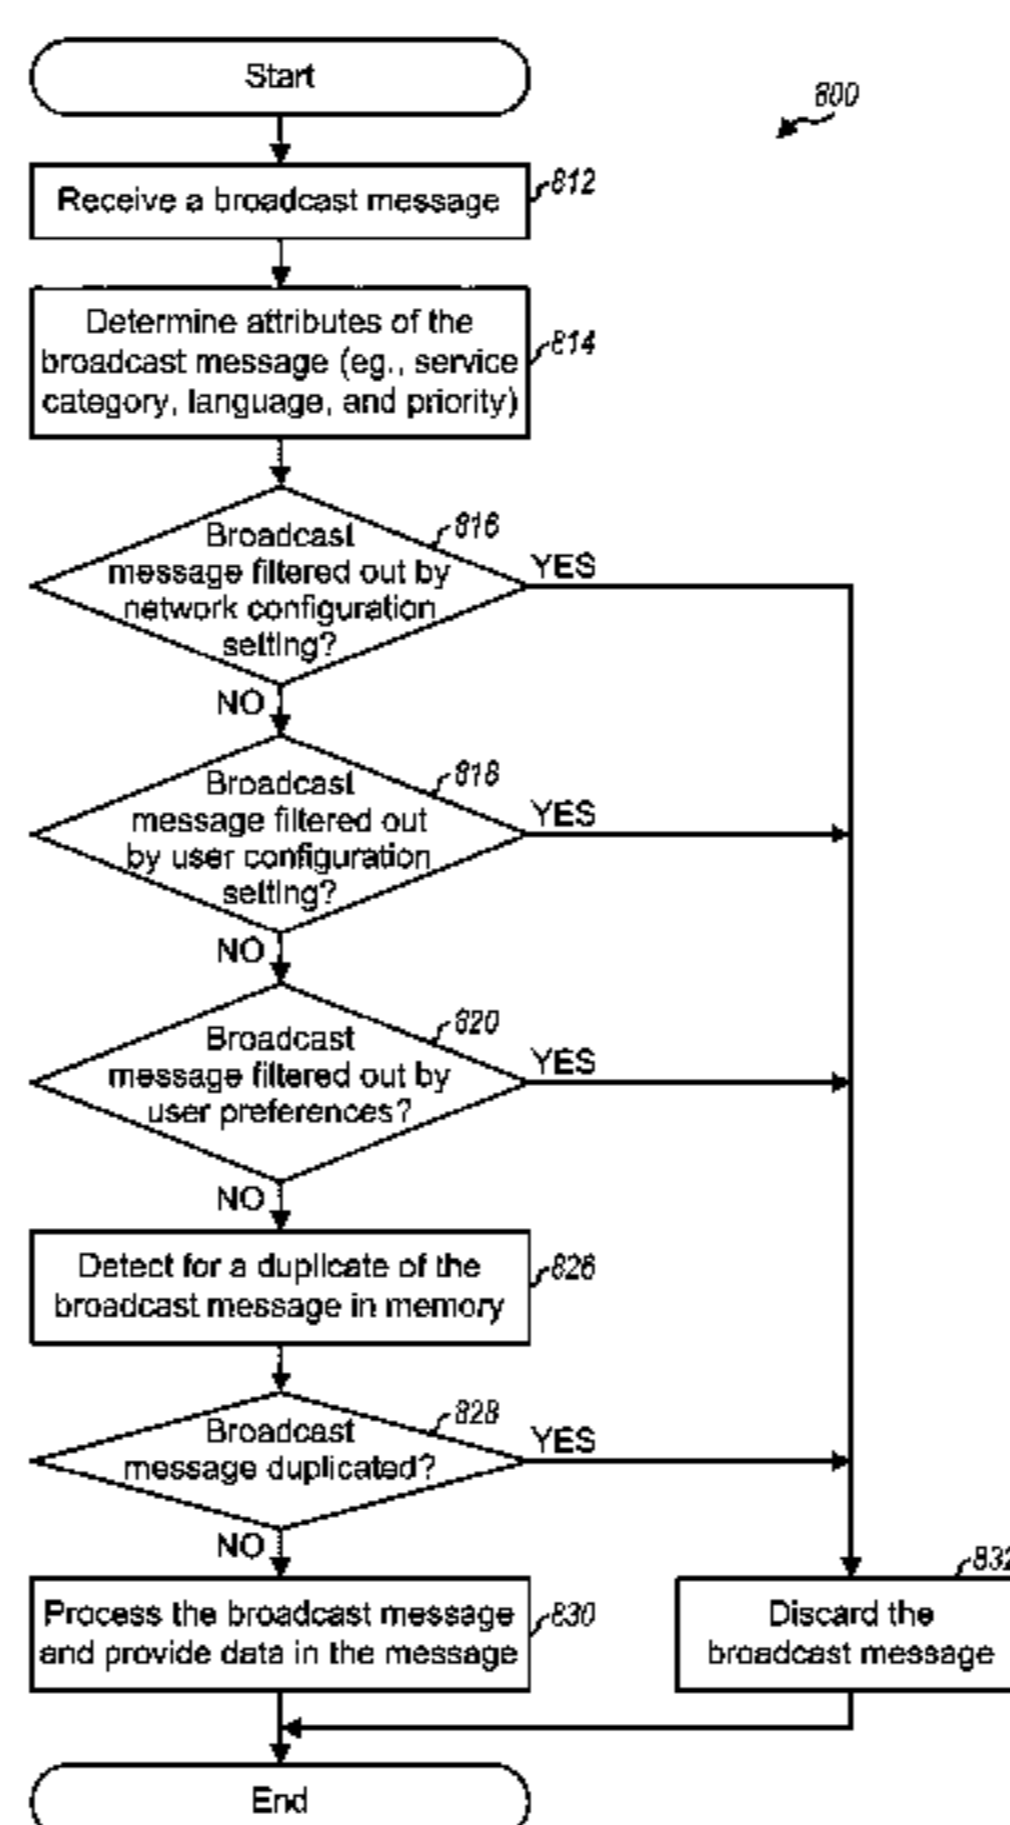 Start
800
Receive a broadcast message
812
Determine attributes of the
broadcast message (eg., service
category, language, and priority)
814
Broadcast
message filtered out by
network configuration
setting?
816
YES
NO
Broadcast
message filtered out
by user configuration
setting?
818
YES
NO
Broadcast
message filtered out by
user preferences?
820
YES
NO
Detect for a duplicate of the
broadcast message in memory
826
Broadcast
message duplicated?
828
YES
NO
Process the broadcast message
and provide data in the message
830
Discard the
broadcast message
832
End